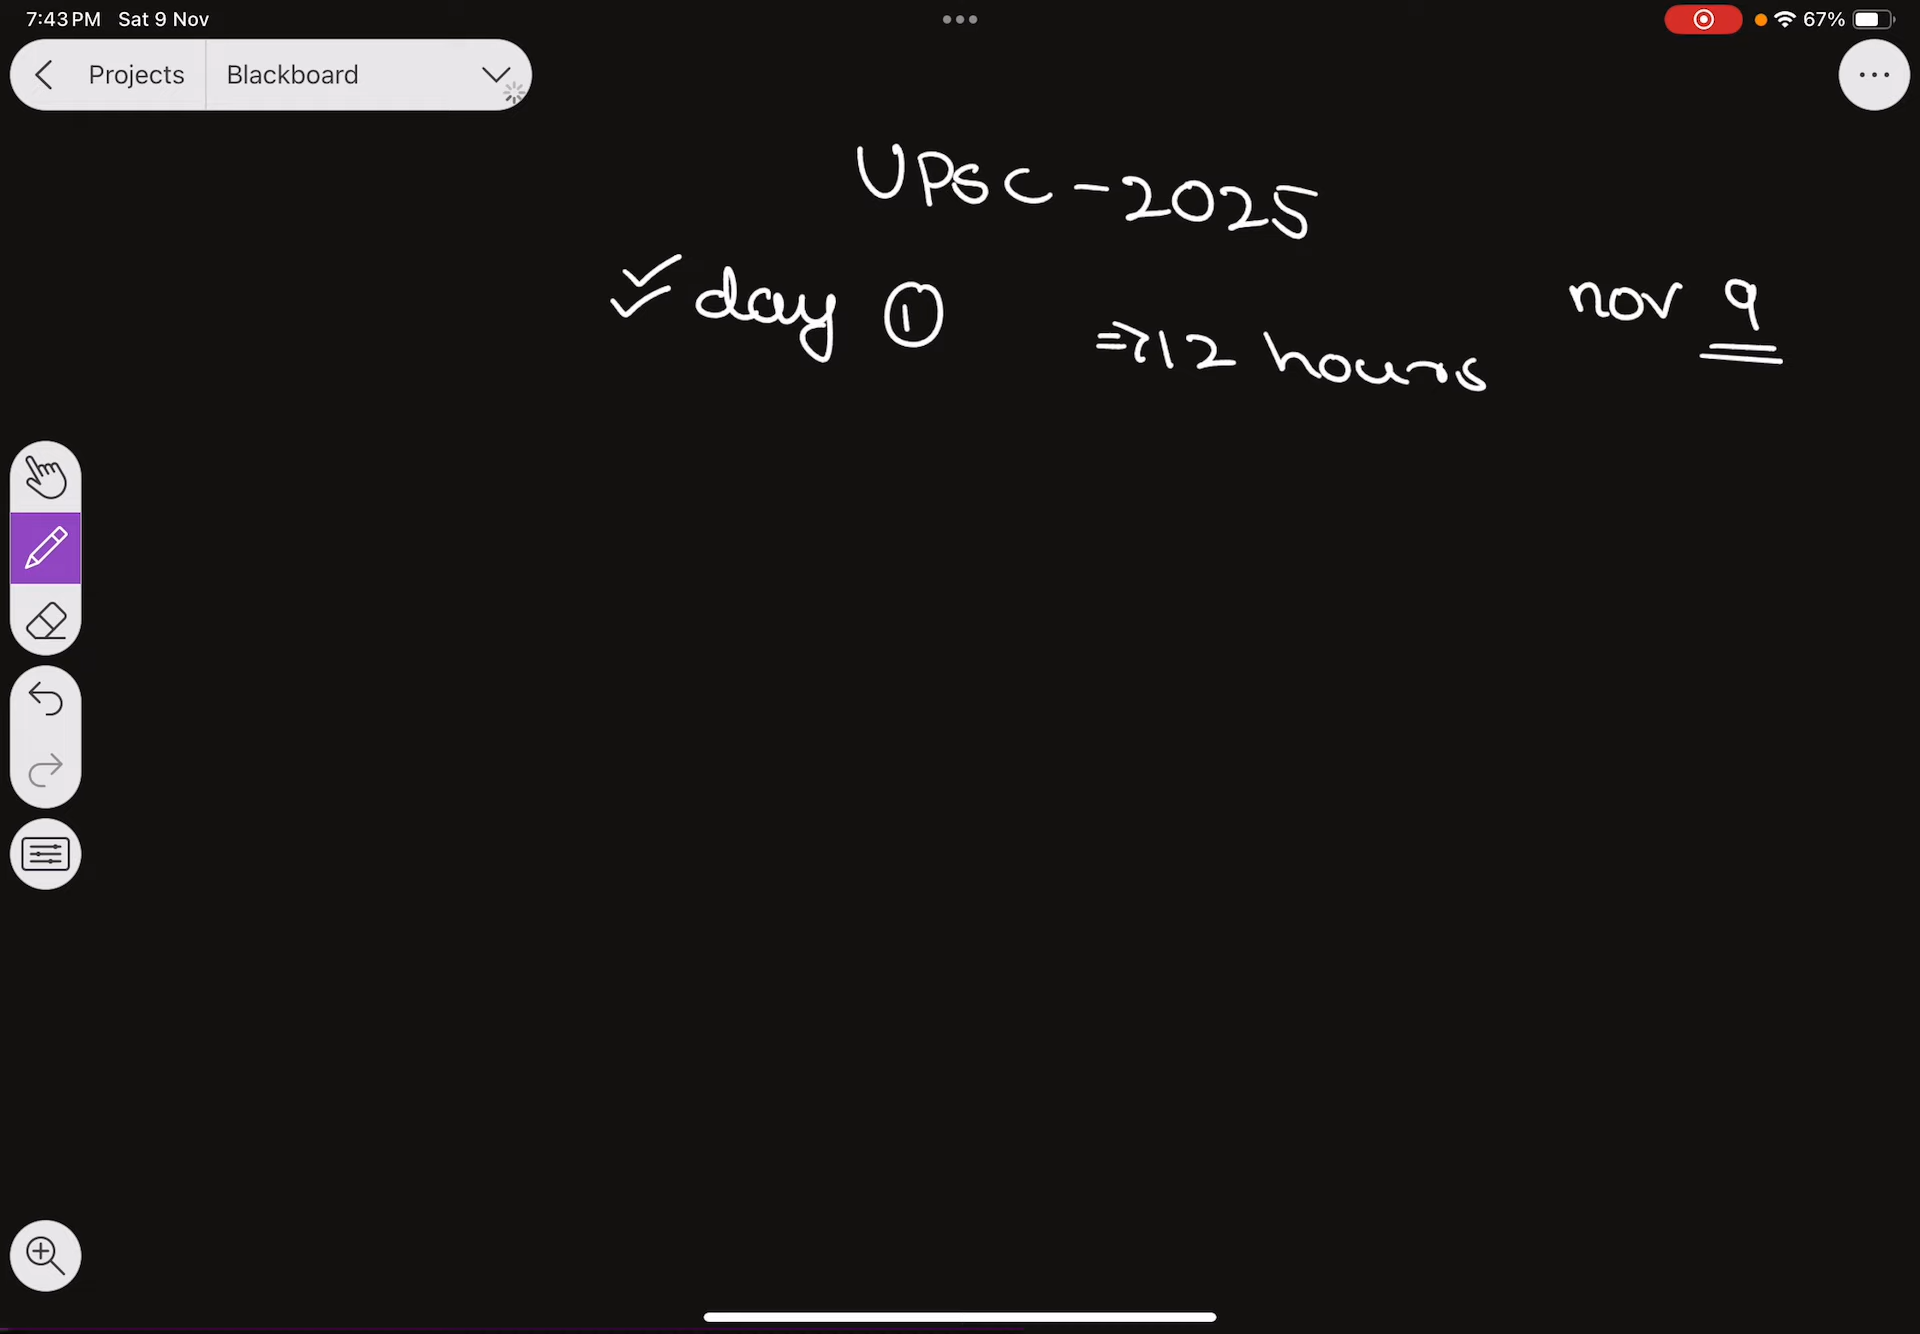 7:43 PM Sat 9 Nov 67%
Projects Blackboard
UPSC-2025
day 1 nov 9
⇒ 12 hours